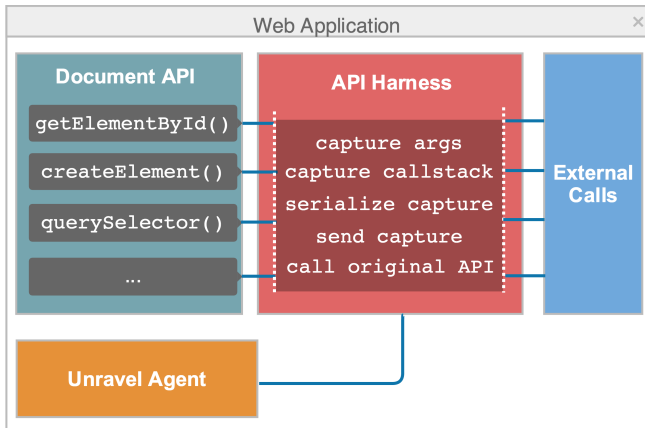 Web Application
×
Document API
getElementById()
createElement()
querySelector()
...
API Harness
capture args
capture callstack
serialize capture
send capture
call original API
External
Calls
Unravel Agent